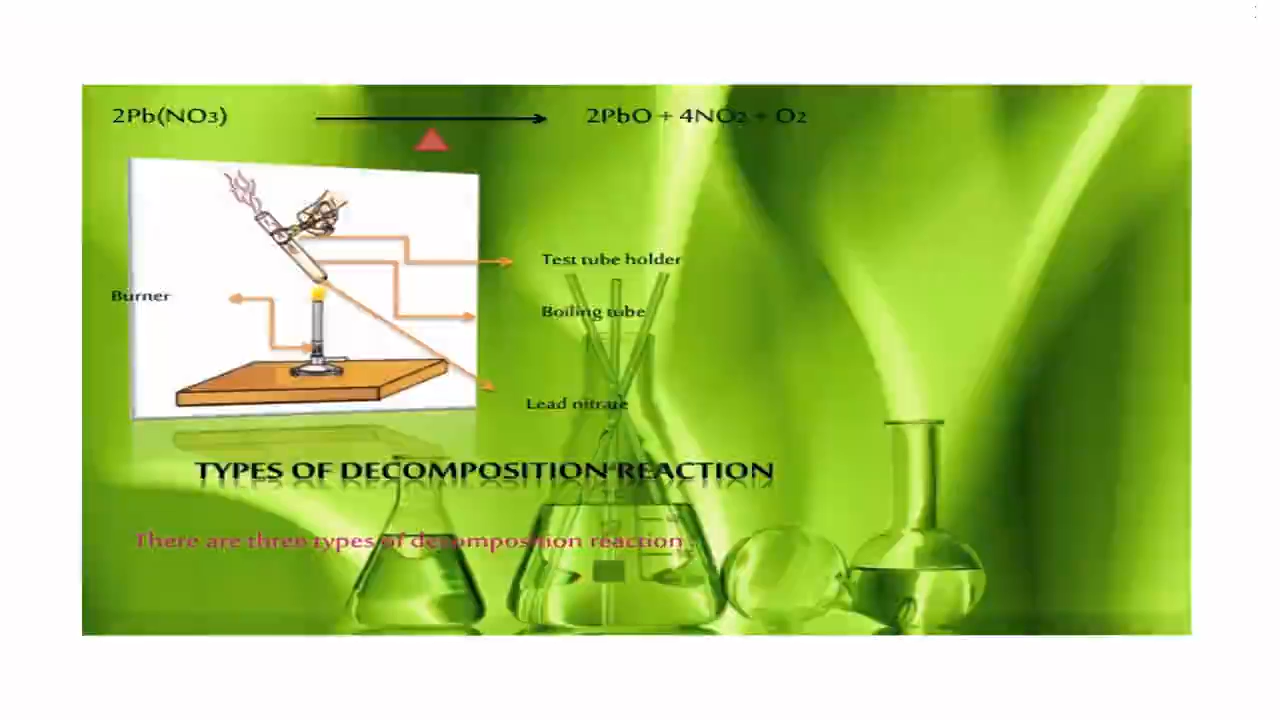 2Pb(NO3) 2PbO + 4NO2 + O2
Test tube holder
Burner
Boiling tube
Lead nitrate
TYPES OF DECOMPOSITION REACTION
There are three types of decomposition reaction